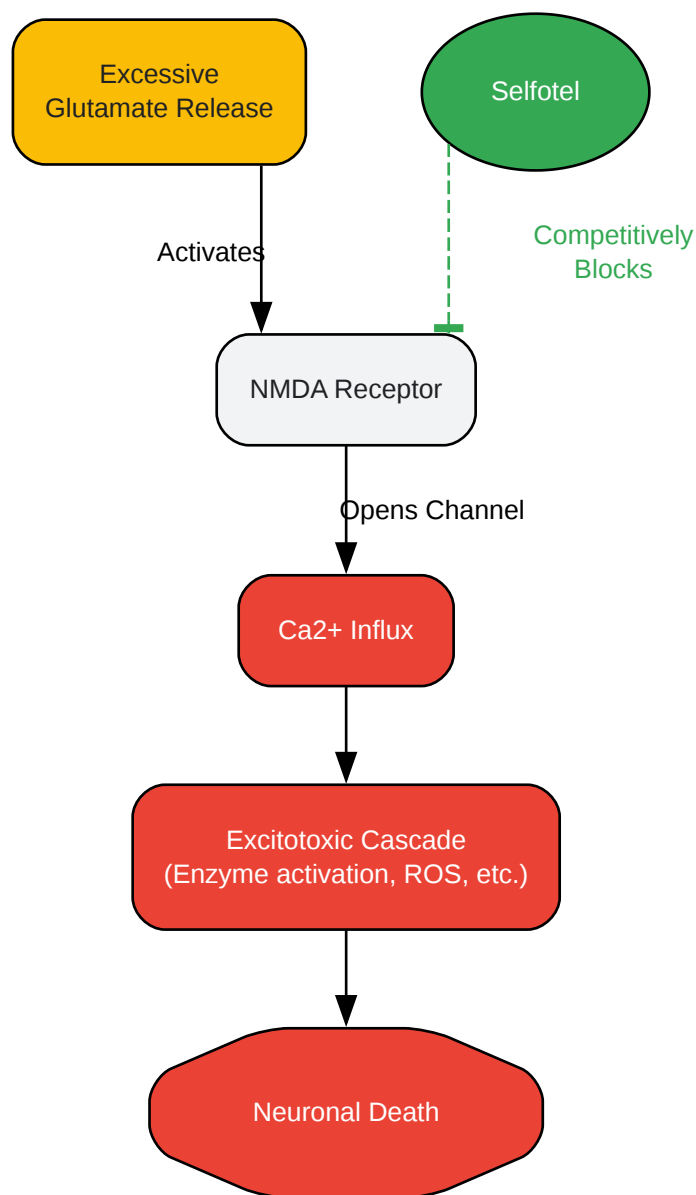 Excessive
Glutamate Release
Selfotel
Activates
Competitively
Blocks
NMDA Receptor
Opens Channel
Ca2+ Influx
Excitotoxic Cascade
(Enzyme activation, ROS, etc.)
Neuronal Death